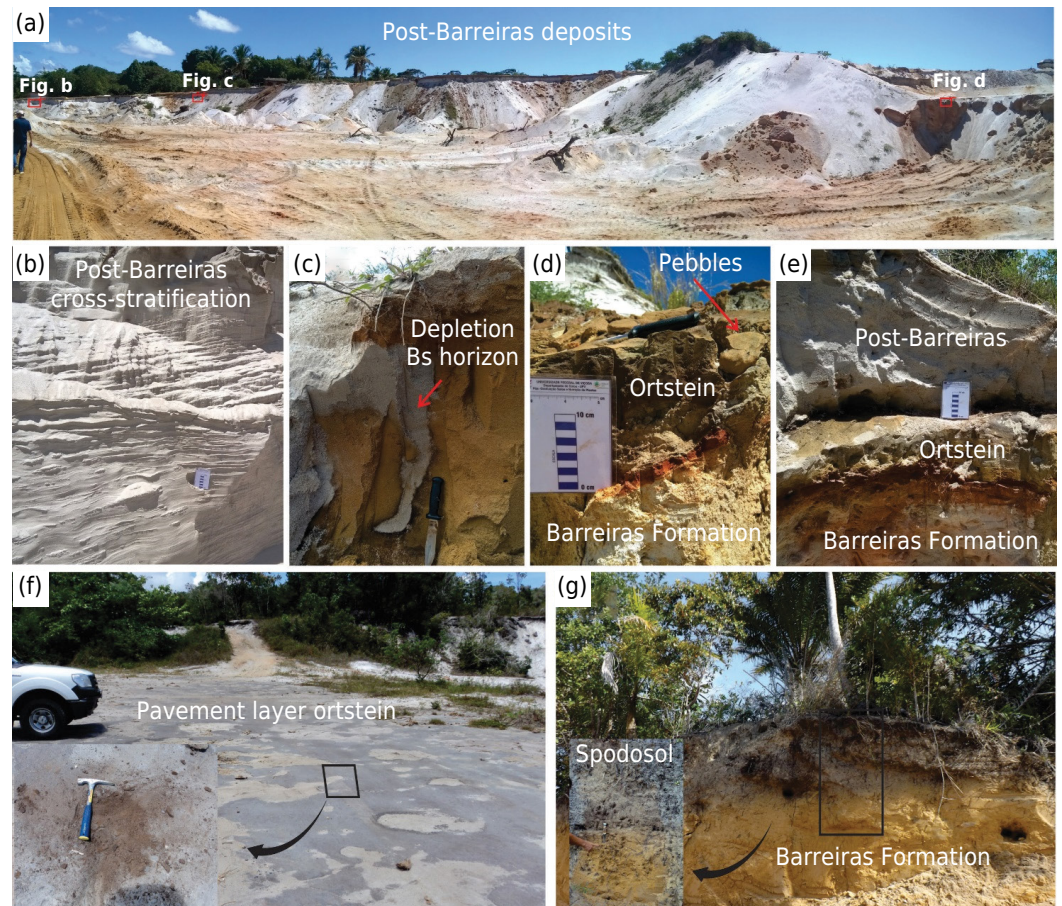 (a)
Post-Barreiras deposits
Fig. b
Fig. c
Fig. d
(b)
Post-Barreiras
cross-stratification
(c)
Depletion
Bs horizon
(d)
Pebbles
Ortstein
10 cm
0 cm
Barreiras Formation
(e)
Post-Barreiras
Ortstein
Barreiras Formation
(f)
Pavement layer ortstein
(g)
Spodosol
Barreiras Formation